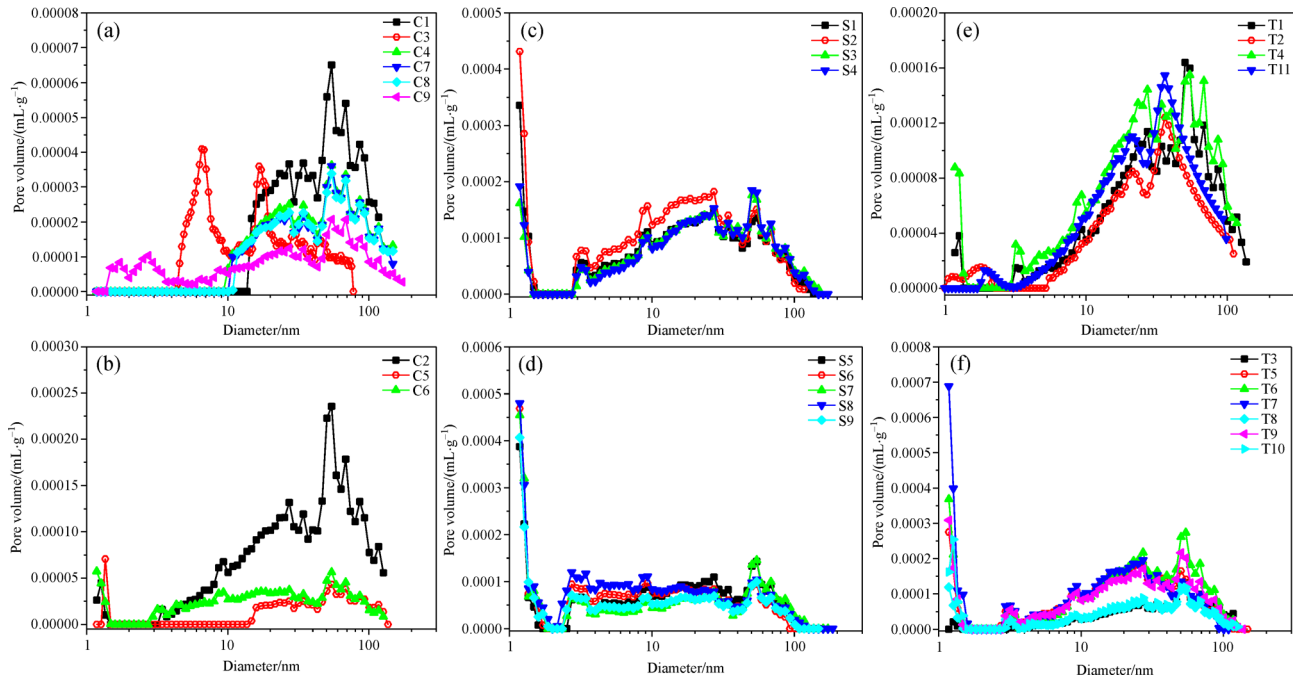 (a)
C1
C3
C4
C7
C8
C9
Pore volume/(mL·g⁻¹)
0.00008
0.00007
0.00006
0.00005
0.00004
0.00003
0.00002
0.00001
0.00000
1 10 100
Diameter/nm
(c)
S1
S2
S3
S4
Pore volume/(mL·g⁻¹)
0.0005
0.0004
0.0003
0.0002
0.0001
0.0000
1 10 100
Diameter/nm
(e)
T1
T2
T4
T11
Pore volume/(mL·g⁻¹)
0.00020
0.00016
0.00012
0.00008
0.00004
0.00000
1 10 100
Diameter/nm
(b)
C2
C5
C6
Pore volume/(mL·g⁻¹)
0.00030
0.00025
0.00020
0.00015
0.00010
0.00005
0.00000
1 10 100
Diameter/nm
(d)
S5
S6
S7
S8
S9
Pore volume/(mL·g⁻¹)
0.0006
0.0005
0.0004
0.0003
0.0002
0.0001
0.0000
1 10 100
Diameter/nm
(f)
T3
T5
T6
T7
T8
T9
T10
Pore volume/(mL·g⁻¹)
0.0008
0.0007
0.0006
0.0005
0.0004
0.0003
0.0002
0.0001
0.0000
1 10 100
Diameter/nm